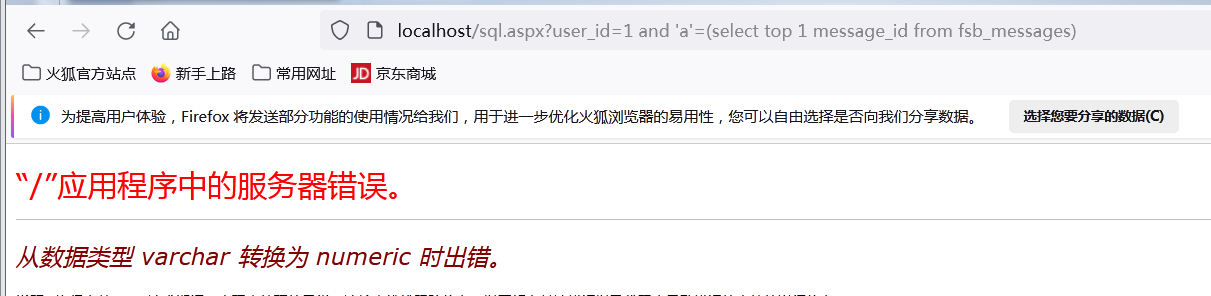 localhost/sql.aspx?user_id=1 and 'a'=(select top 1 message_id from fsb_messages)
火狐官方站点 新手上路 常用网址 JD 京东商城
为提高用户体验，Firefox 将发送部分功能的使用情况给我们，用于进一步优化火狐浏览器的易用性，您可以自由选择是否向我们分享数据。 选择您要分享的数据(C)
“/”应用程序中的服务器错误。
从数据类型 varchar 转换为 numeric 时出错。